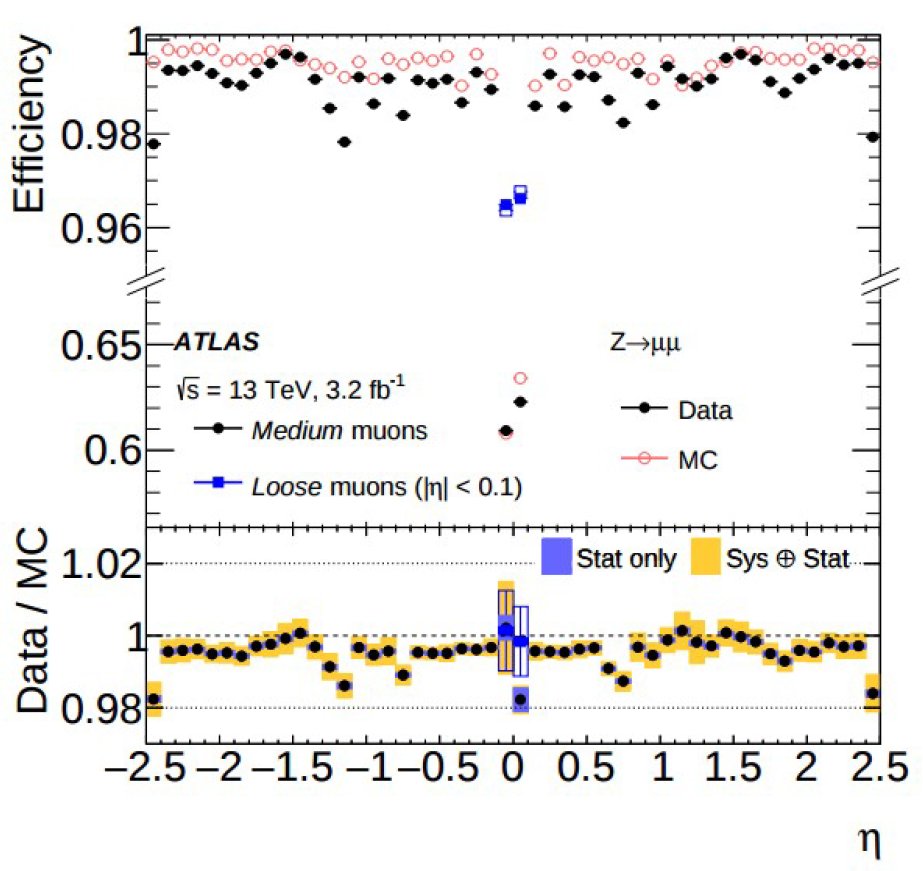 Efficiency
1
0.98
0.96
0.65
0.6
ATLAS
√s = 13 TeV, 3.2 fb⁻¹
Medium muons
Loose muons (|η| < 0.1)
Z→μμ
Data
MC
Data / MC
1.02
1
0.98
Stat only
Sys ⊕ Stat
−2.5 −2 −1.5 −1 −0.5 0 0.5 1 1.5 2 2.5
η